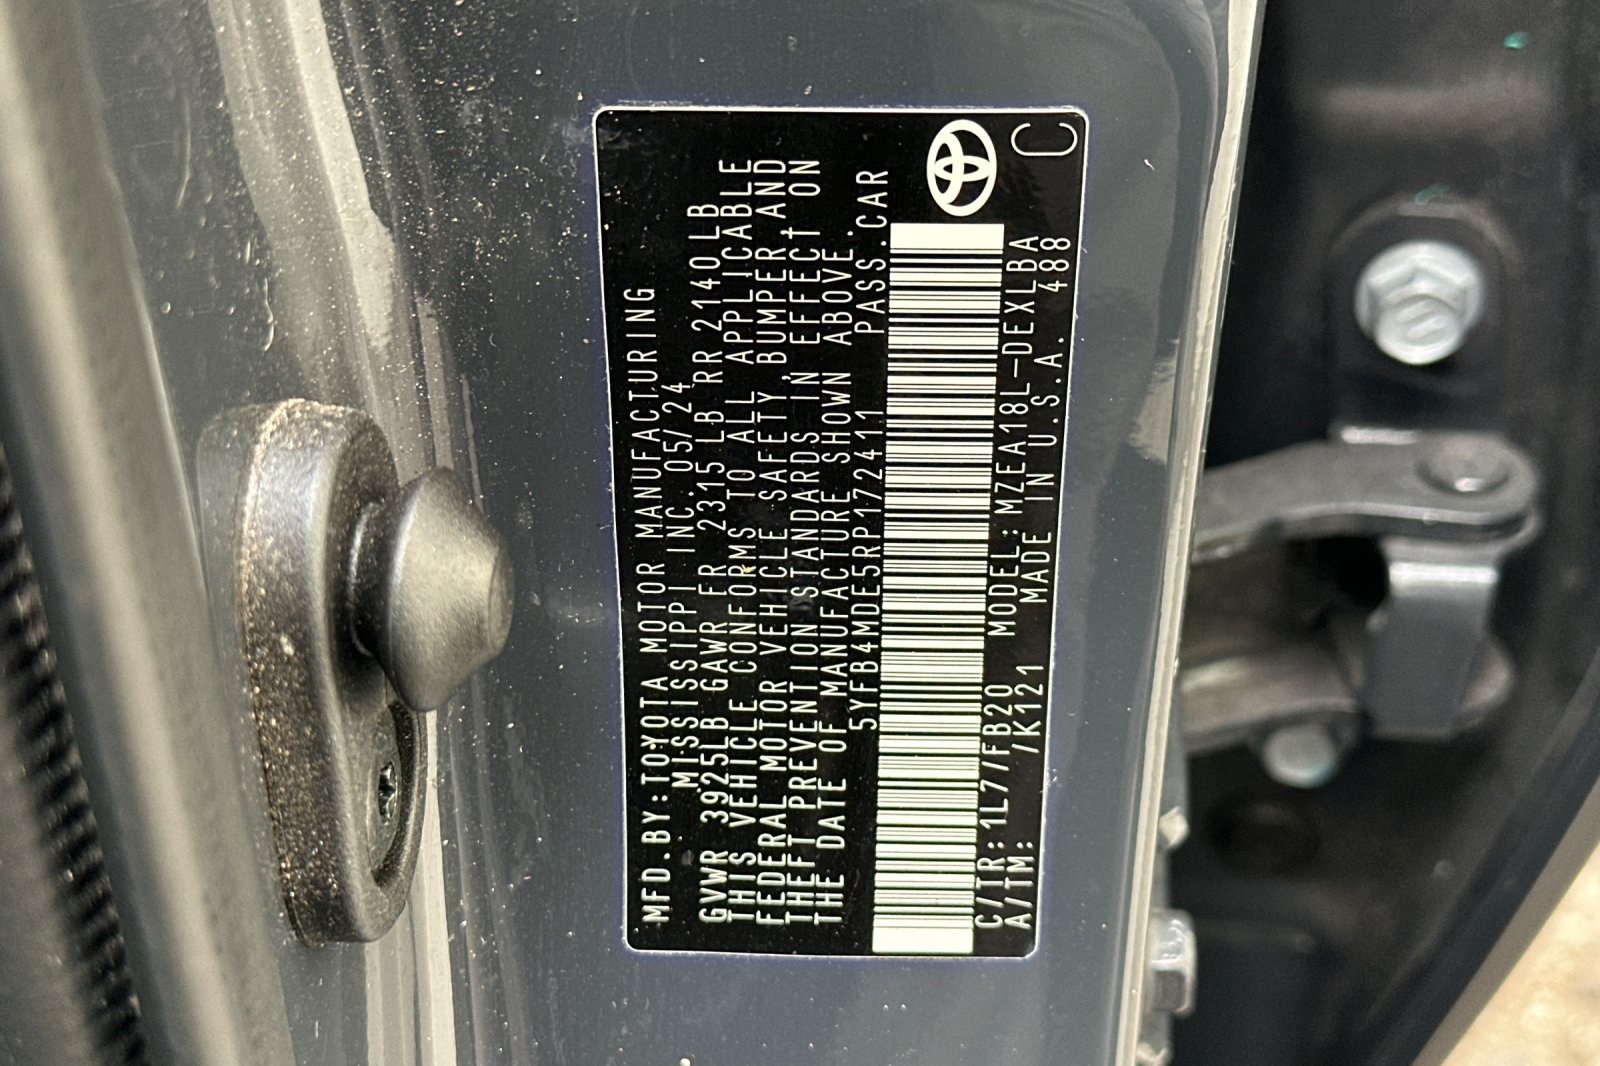 MFD.BY:TOYOTA MOTOR MANUFACTURING
MISSISSIPPI INC.05/24
GVWR 3925LB GAWR FR 2315LB RR 2140LB
THIS VEHICLE CONFORMS TO ALL APPLICABLE
FEDERAL MOTOR VEHICLE SAFETY,BUMPER AND
THEFT PREVENTION STANDARDS IN EFFECT ON
THE DATE OF MANUFACTURE SHOWN ABOVE.
5YFB4MDE5RP172411 PASS.CAR
C/TR:1L7/FB20 MODEL:MZEA18L-DEXLBA
A/TM: /K121 MADE IN U.S.A. 488
C